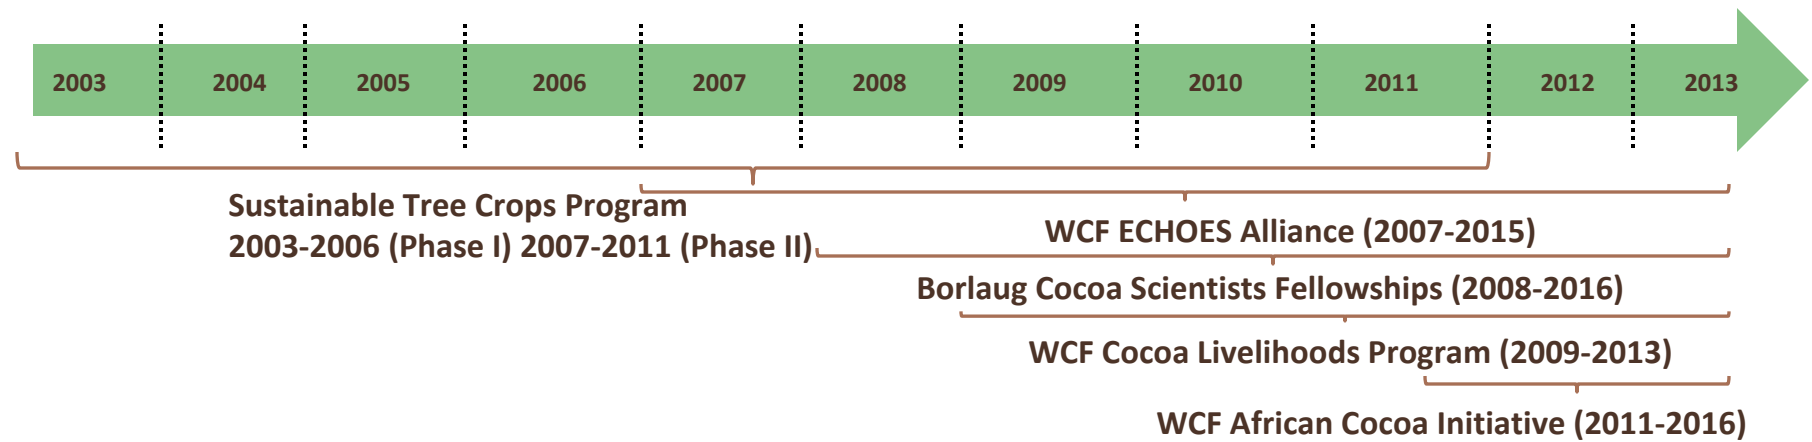 2003 2004 2005 2006 2007 2008 2009 2010 2011 2012 2013
Sustainable Tree Crops Program
2003-2006 (Phase I) 2007-2011 (Phase II)
WCF ECHOES Alliance (2007-2015)
Borlaug Cocoa Scientists Fellowships (2008-2016)
WCF Cocoa Livelihoods Program (2009-2013)
WCF African Cocoa Initiative (2011-2016)